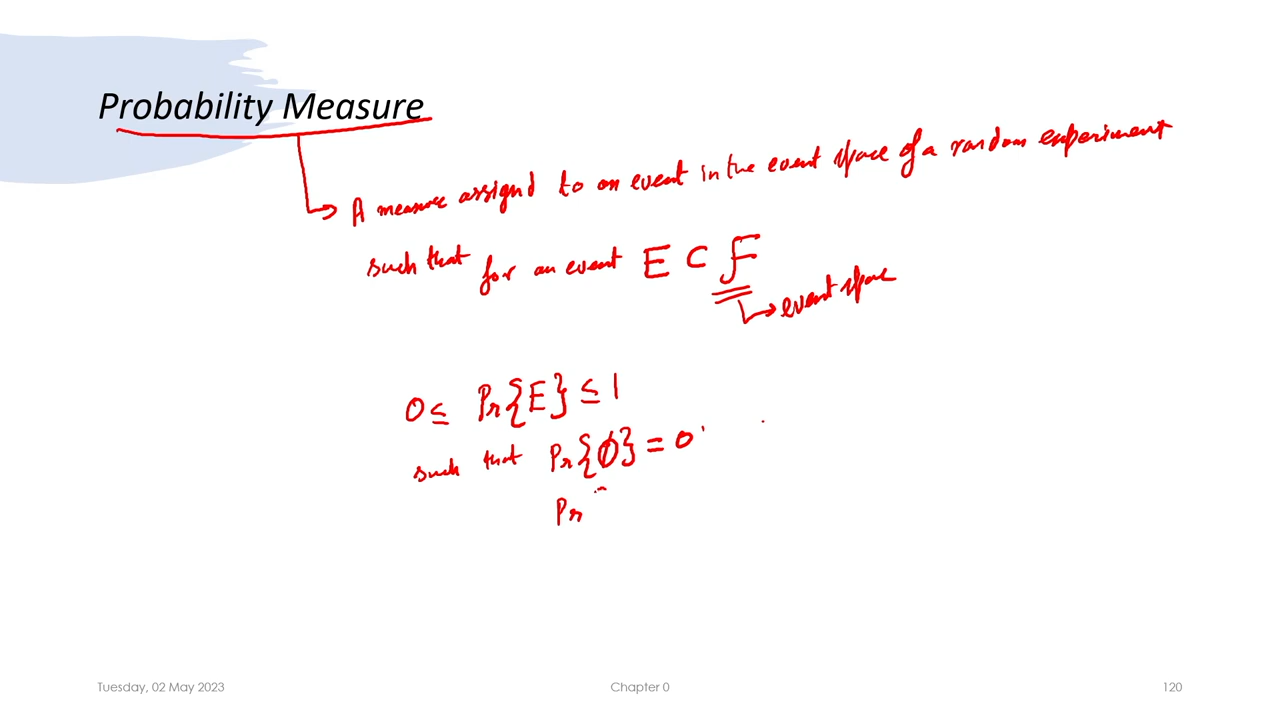 Probability Measure
A measure assignd to an event in the event space of a random experiment
such that for an event E ⊂ F
event space
0 ≤ Pr{E} ≤ 1
such that Pr{ϕ} = 0
Pr
Tuesday, 02 May 2023
Chapter 0
120